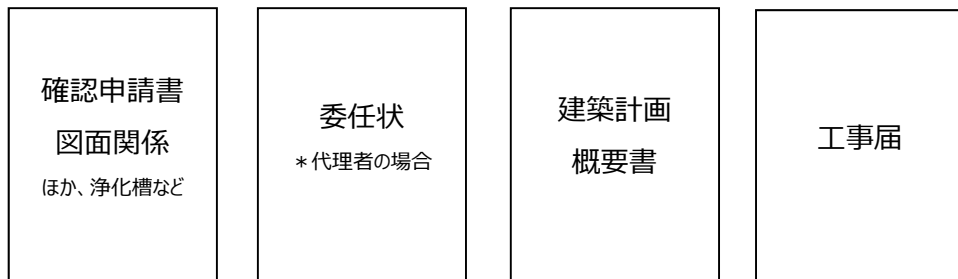 確認申請書
図面関係
ほか、浄化槽など
委任状
＊代理者の場合
建築計画
概要書
工事届